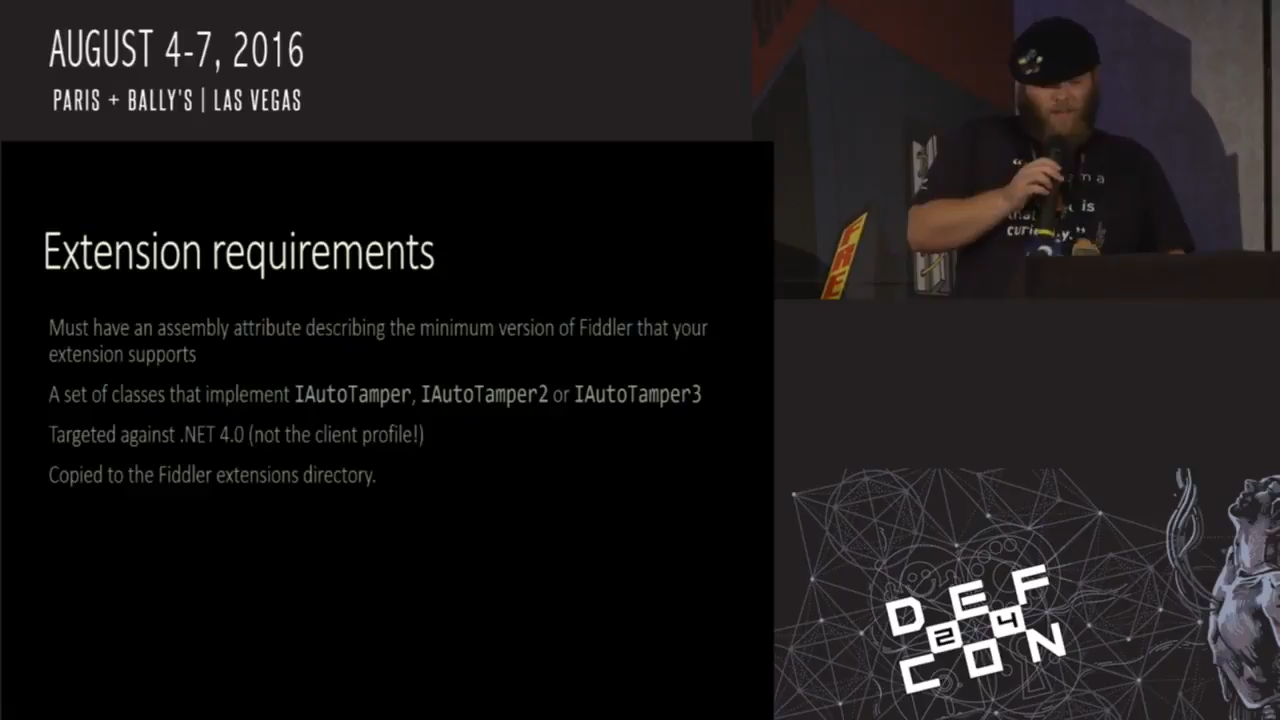 AUGUST 4-7, 2016
PARIS + BALLY'S | LAS VEGAS
Extension requirements
Must have an assembly attribute describing the minimum version of Fiddler that your
extension supports
A set of classes that implement IAutoTamper, IAutoTamper2 or IAutoTamper3
Targeted against .NET 4.0 (not the client profile!)
Copied to the Fiddler extensions directory.
is
FRE
DEF
24
CON